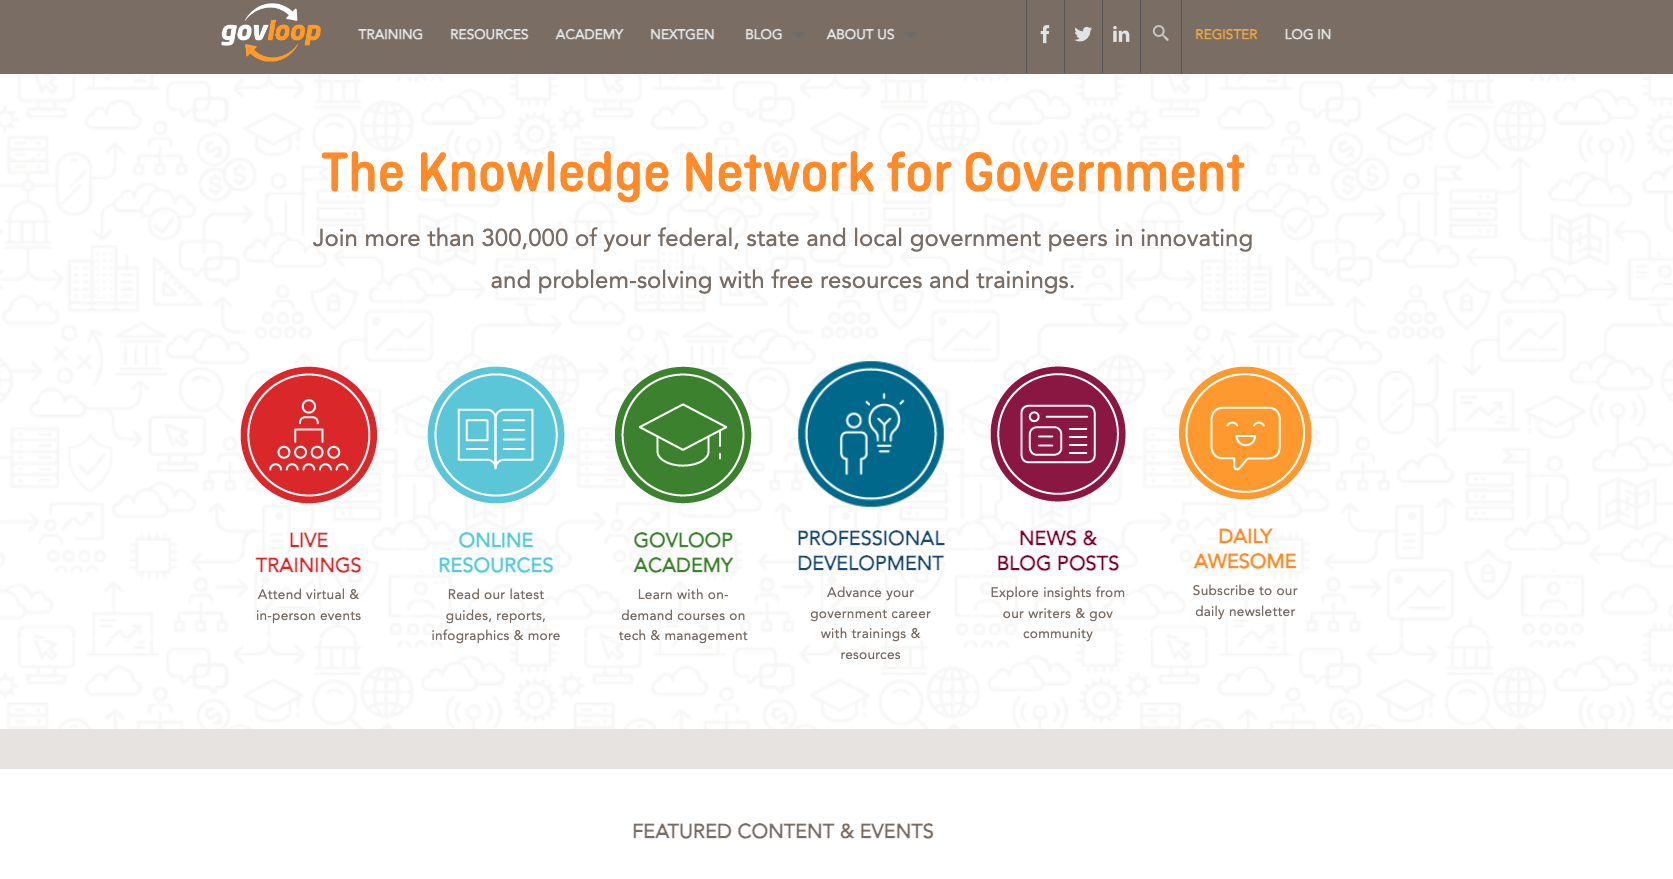 govloop
TRAINING RESOURCES ACADEMY NEXTGEN BLOG ABOUT US REGISTER LOG IN
The Knowledge Network for Government
Join more than 300,000 of your federal, state and local government peers in innovating
and problem-solving with free resources and trainings.
LIVE
TRAININGS
Attend virtual &
in-person events
ONLINE
RESOURCES
Read our latest
guides, reports,
infographics & more
GOVLOOP
ACADEMY
Learn with on-
demand courses on
tech & management
PROFESSIONAL
DEVELOPMENT
Advance your
government career
with trainings &
resources
NEWS &
BLOG POSTS
Explore insights from
our writers & gov
community
DAILY
AWESOME
Subscribe to our
daily newsletter
FEATURED CONTENT & EVENTS